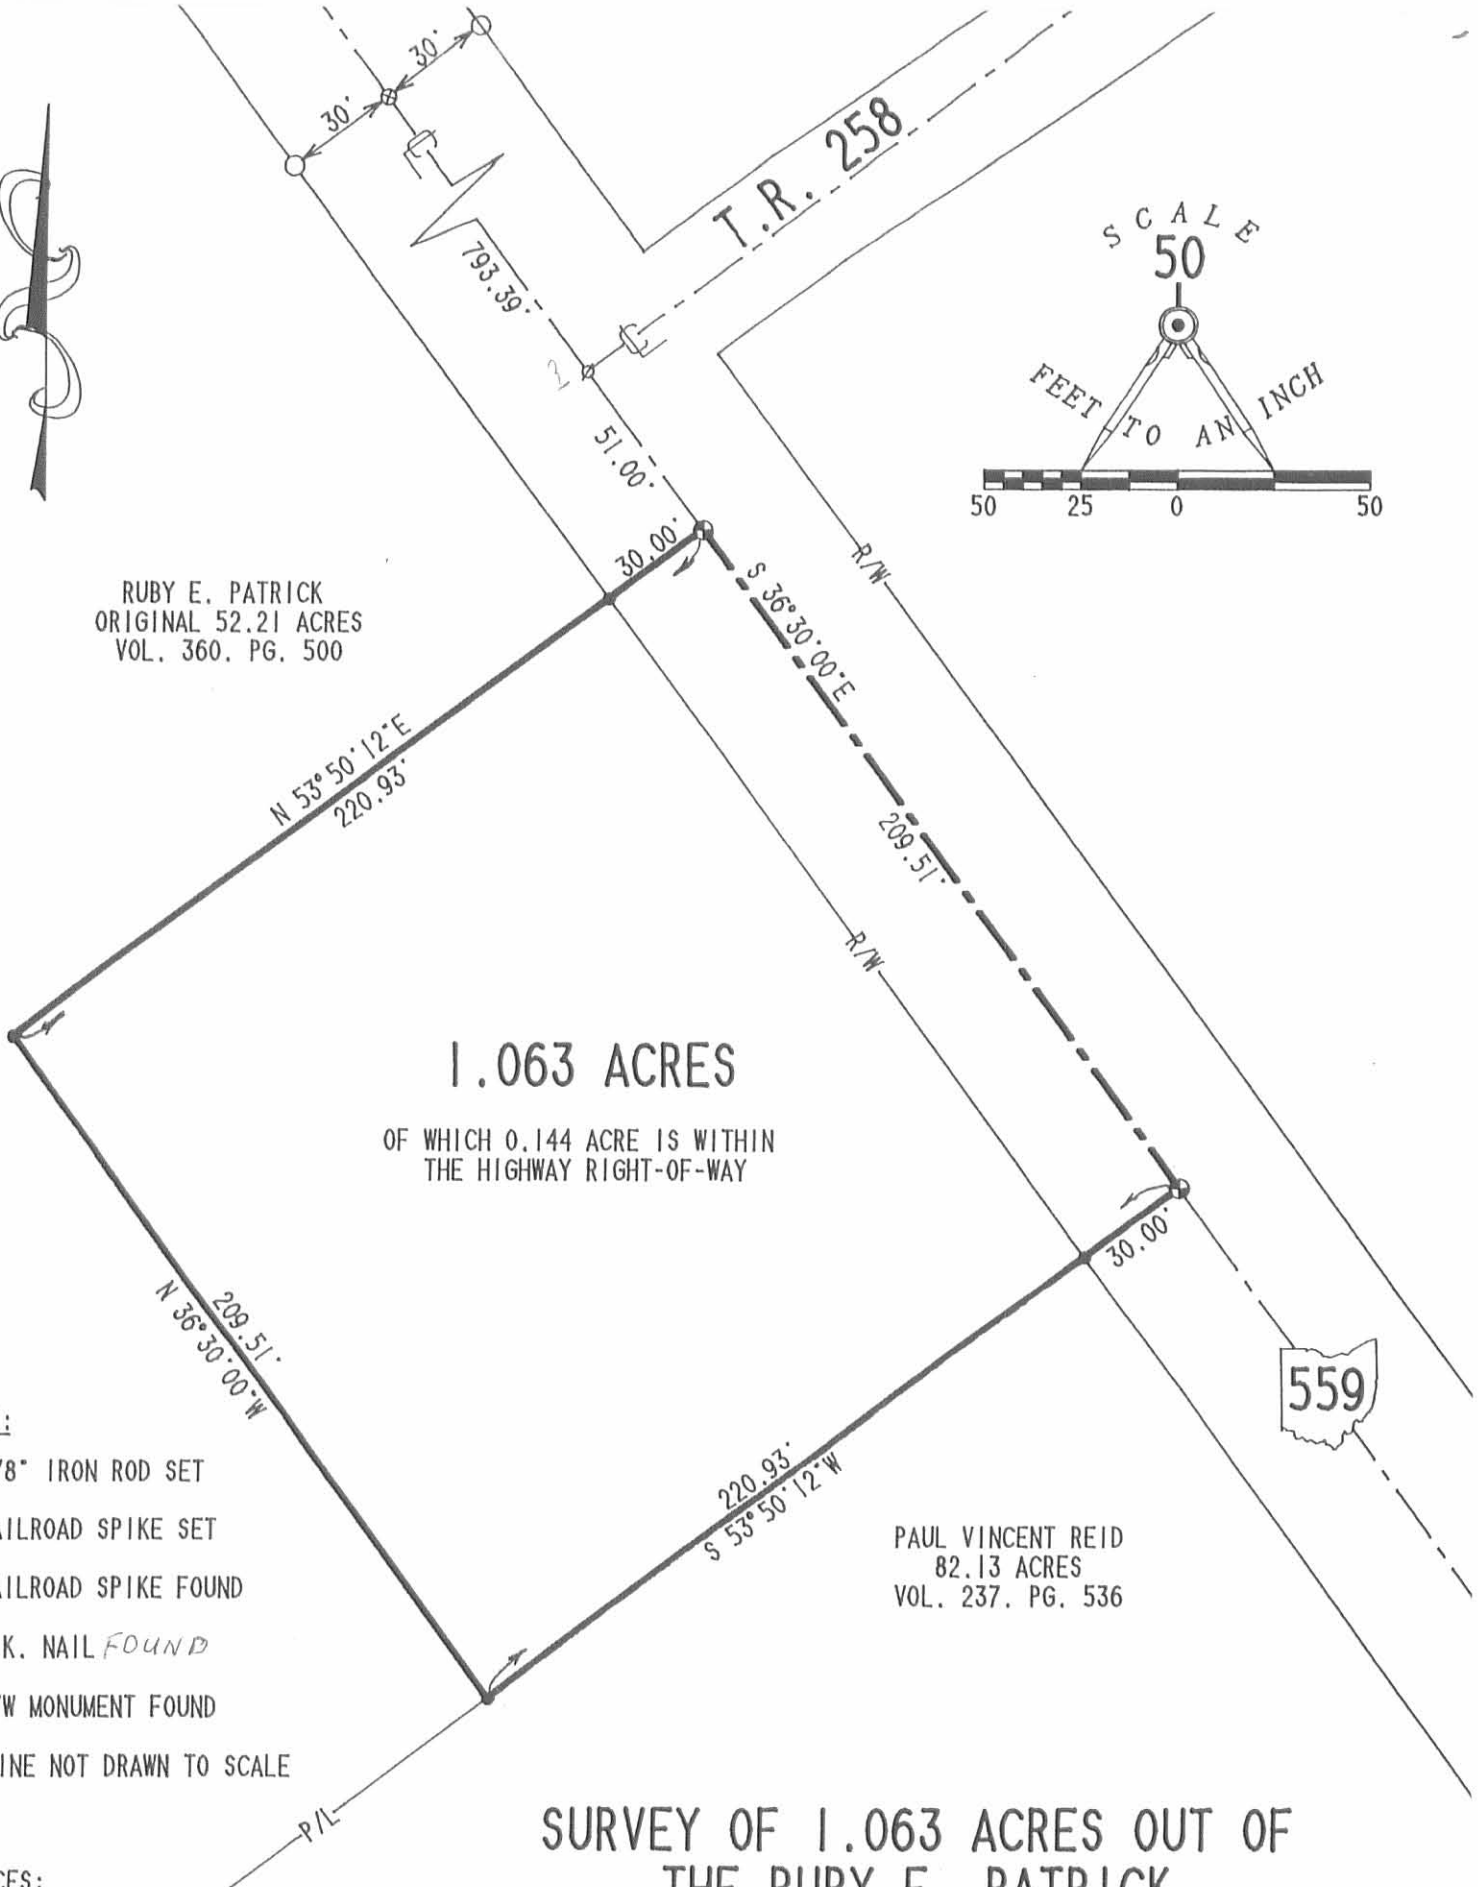 30'
30'
T.R. 258
793.39'
51.00'
SCALE
50
FEET TO AN INCH
50 25 0 50
30.00'
R/W
S 36°30'00"E
RUBY E. PATRICK
ORIGINAL 52.21 ACRES
VOL. 360, PG. 500
N 53°50'12"E
220.93'
209.51'
R/W
1.063 ACRES
OF WHICH 0.144 ACRE IS WITHIN
THE HIGHWAY RIGHT-OF-WAY
30.00'
209.51'
N 36°30'00"W
559
220.93'
S 53°50'12"W
PAUL VINCENT REID
82.13 ACRES
VOL. 237, PG. 536
/8" IRON ROD SET
AILROAD SPIKE SET
AILROAD SPIKE FOUND
K. NAIL FOUND
/W MONUMENT FOUND
INE NOT DRAWN TO SCALE
P/L
CES:
SURVEY OF 1.063 ACRES OUT OF
THE RUBY E. PATRICK